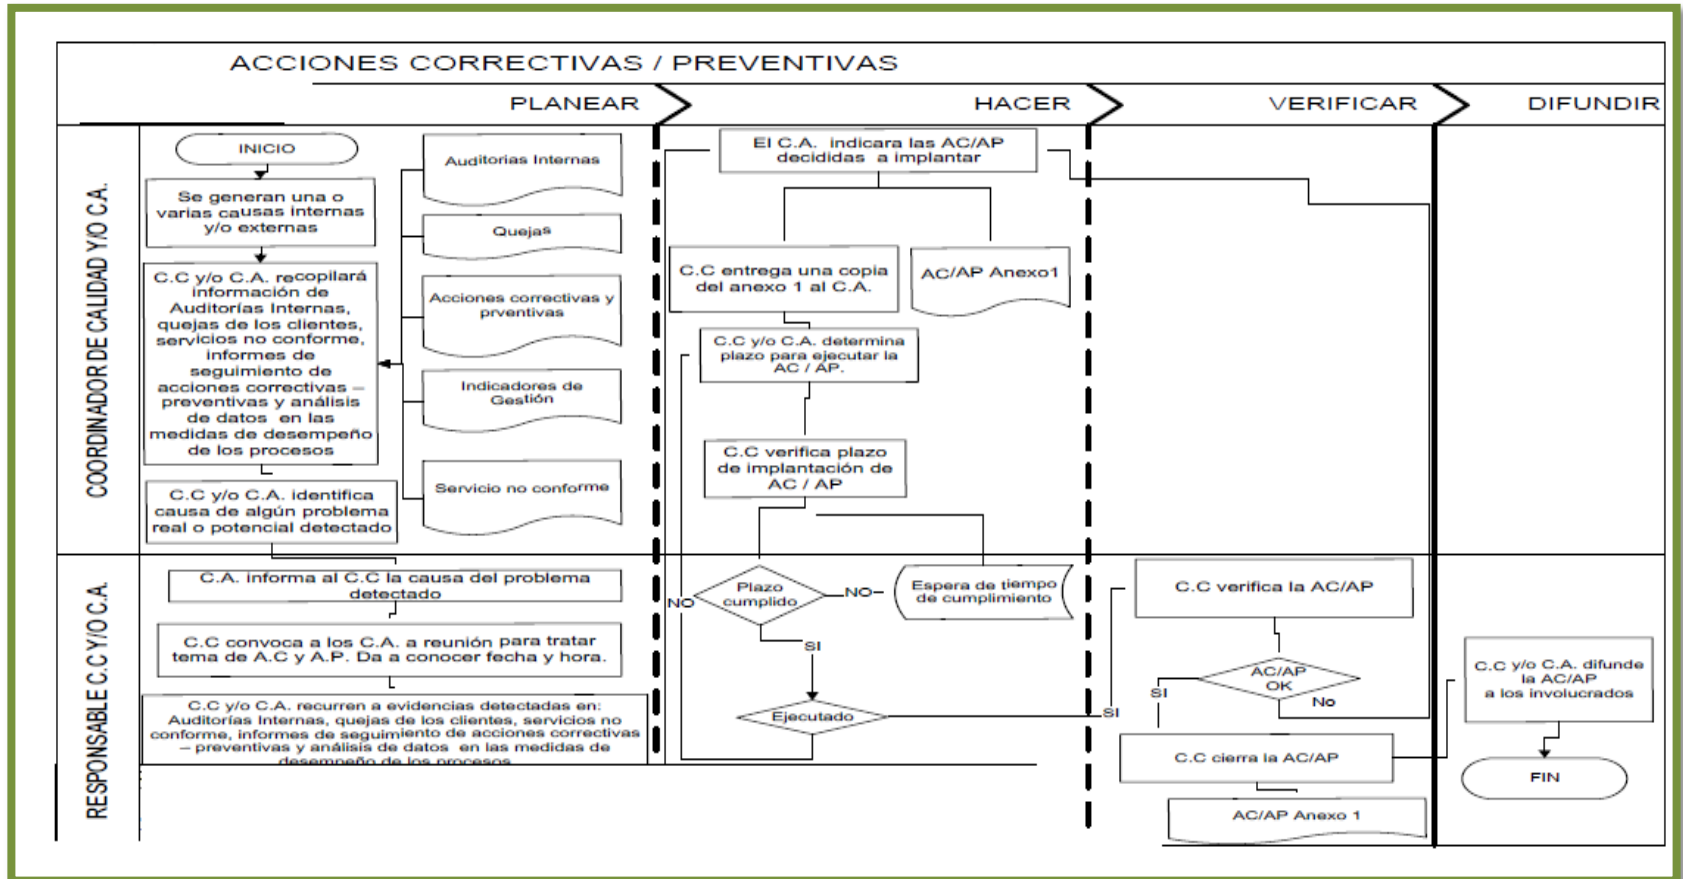 ACCIONES CORRECTIVAS / PREVENTIVAS
PLANEAR
HACER
VERIFICAR
DIFUNDIR
COORDINADOR DE CALIDAD Y/O C.A.
INICIO
Se generan una o
varias causas internas
y/o externas
C.C y/o C.A. recopilará
información de
Auditorías Internas,
quejas de los clientes,
servicios no conforme,
informes de
seguimiento de
acciones correctivas –
preventivas y análisis
de datos en las
medidas de desempeño
de los procesos
C.C y/o C.A. identifica
causa de algún problema
real o potencial detectado
Auditorias Internas
Quejas
Acciones correctivas y
prventivas
Indicadores de
Gestión
Servicio no conforme
El C.A. indicara las AC/AP
decididas a implantar
C.C entrega una copia
del anexo 1 al C.A.
AC/AP Anexo1
C.C y/o C.A. determina
plazo para ejecutar la
AC / AP.
C.C verifica plazo
de implantación de
AC / AP
RESPONSABLE C.C Y/O C.A
C.A. informa al C.C la causa del problema
detectado
C.C convoca a los C.A. a reunión para tratar
tema de A.C y A.P. Da a conocer fecha y hora.
C.C y/o C.A. recurren a evidencias detectadas en:
Auditorías Internas, quejas de los clientes, servicios no
conforme, informes de seguimiento de acciones correctivas
– preventivas y análisis de datos en las medidas de
desempeño de los procesos
NO
Plazo
cumplido
NO
Espera de tiempo
de cumplimiento
SI
Ejecutado
SI
C.C verifica la AC/AP
AC/AP
OK
SI
No
C.C cierra la AC/AP
AC/AP Anexo 1
C.C y/o C.A. difunde
la AC/AP
a los involucrados
FIN